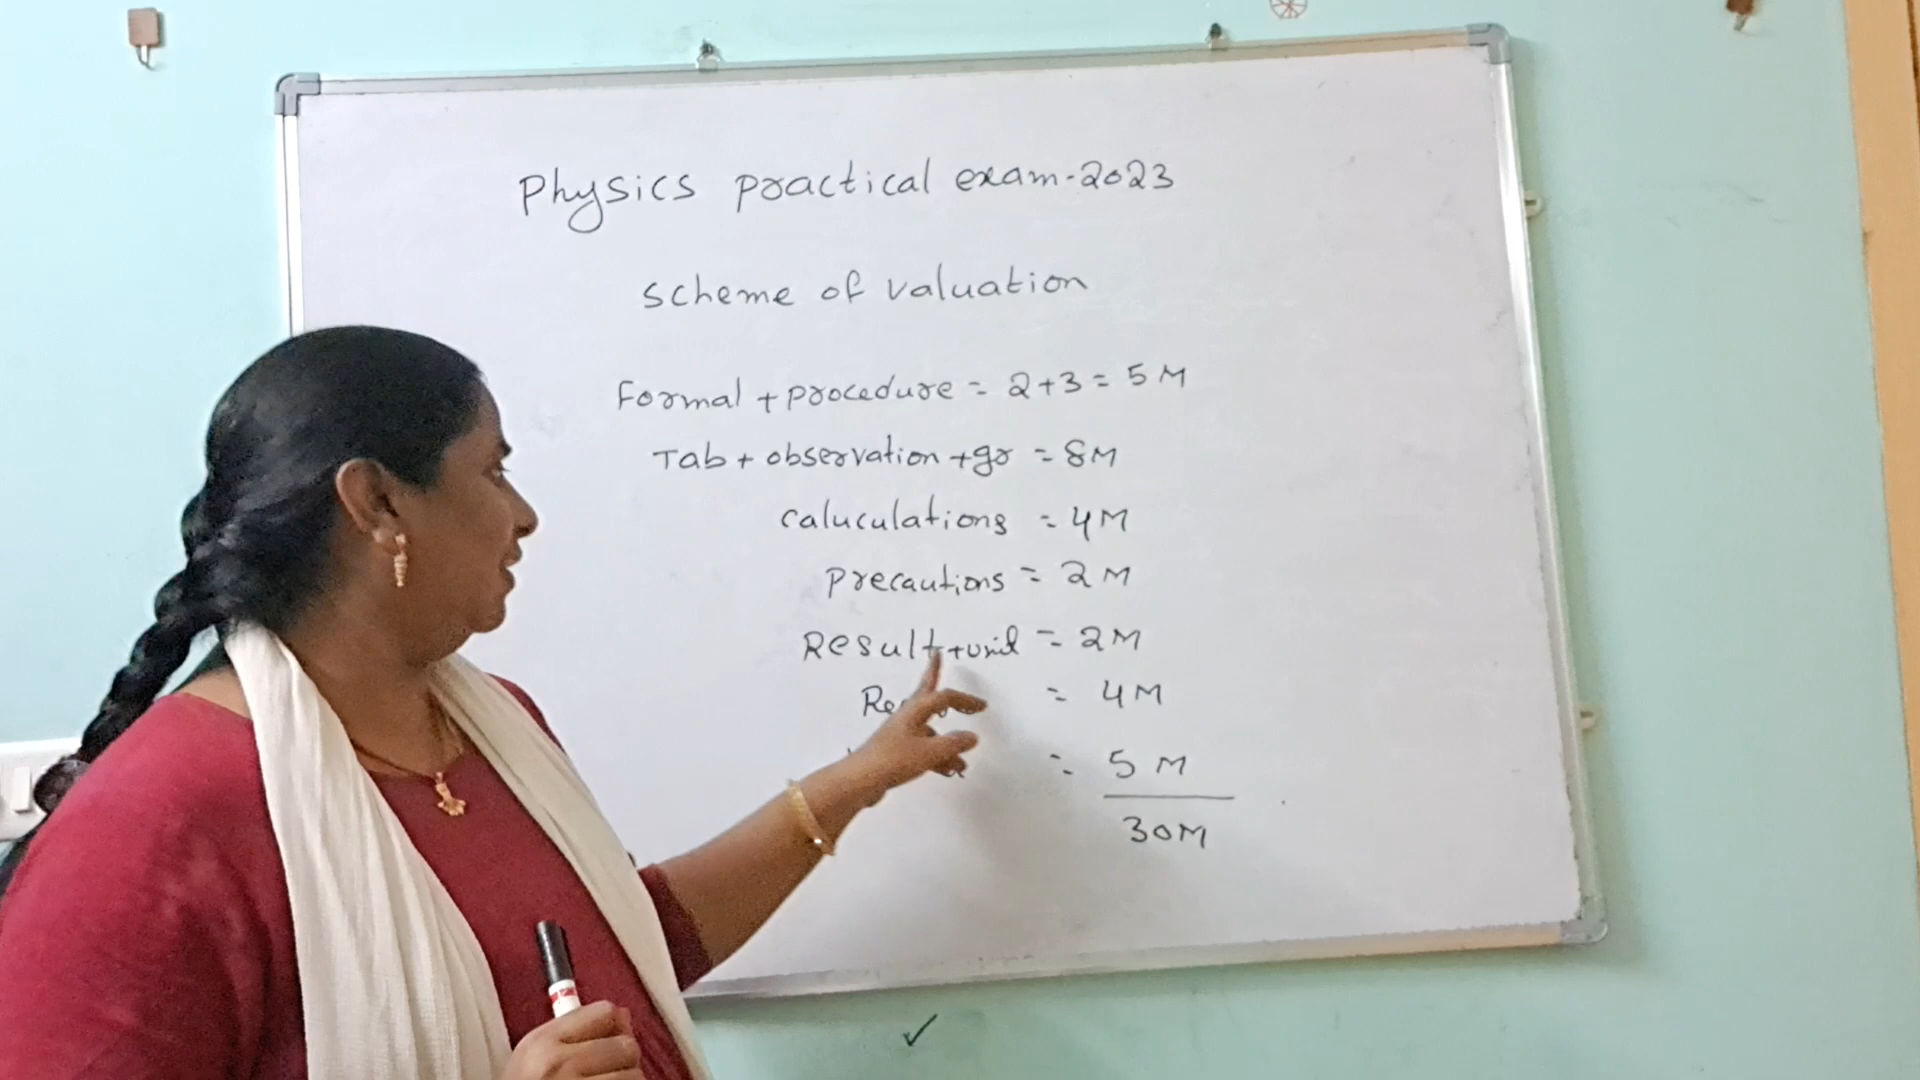 Physics practical exam-2023
scheme of valuation
Formal + procedure = 2+3 = 5M
Tab + observation + gr = 8M
caluculations = 4M
precautions = 2M
Result+unit = 2M
= 4M
= 5M
30M